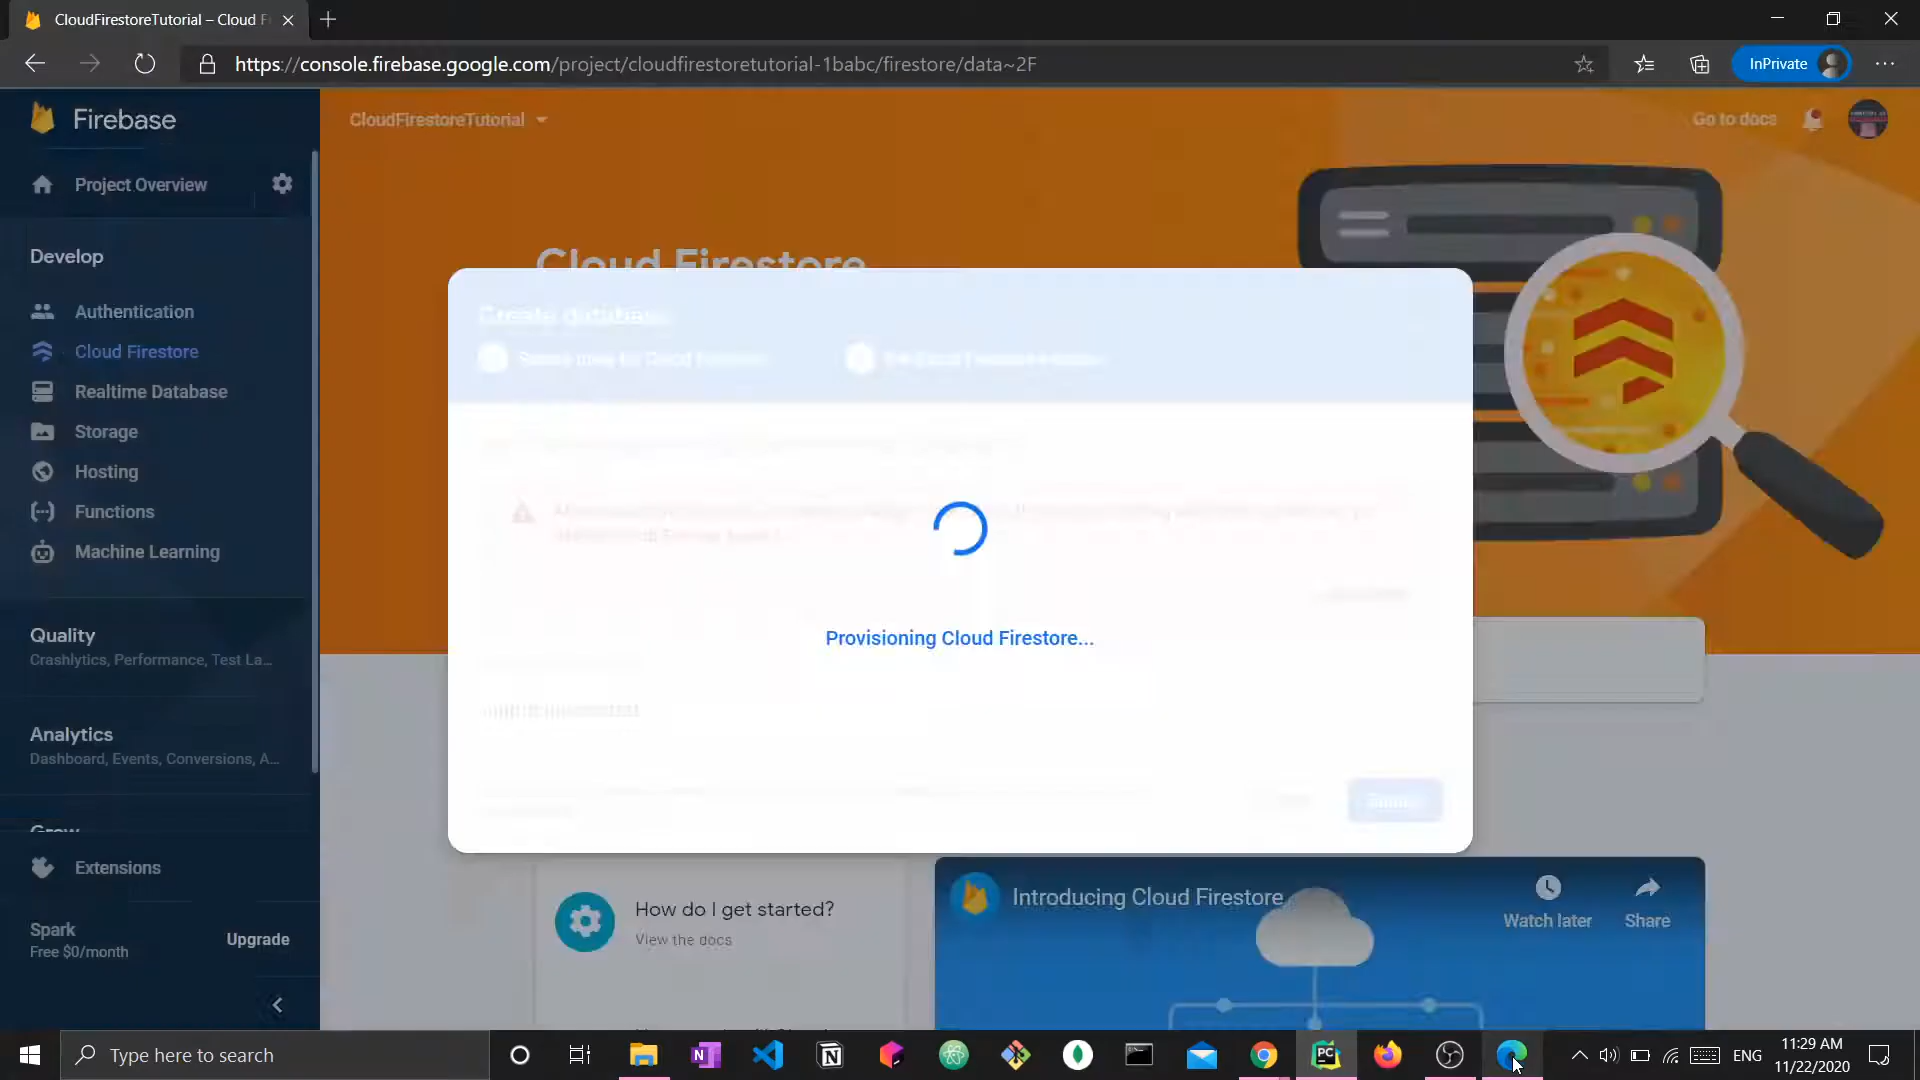 CloudFirestoreTutorial – Cloud F
https://console.firebase.google.com/project/cloudfirestoretutorial-1babc/firestore/data~2F
InPrivate
Firebase
CloudFirestoreTutorial
Go to docs
Project Overview
Develop
Authentication
Cloud Firestore
Realtime Database
Storage
Hosting
Functions
Machine Learning
Quality
Crashlytics, Performance, Test La...
Analytics
Dashboard, Events, Conversions, A...
Grow
Extensions
Spark
Free $0/month
Upgrade
Cloud Firestore
Create database
Provisioning Cloud Firestore...
How do I get started?
View the docs
Introducing Cloud Firestore
Watch later
Share
Type here to search
ENG
11:29 AM
11/22/2020